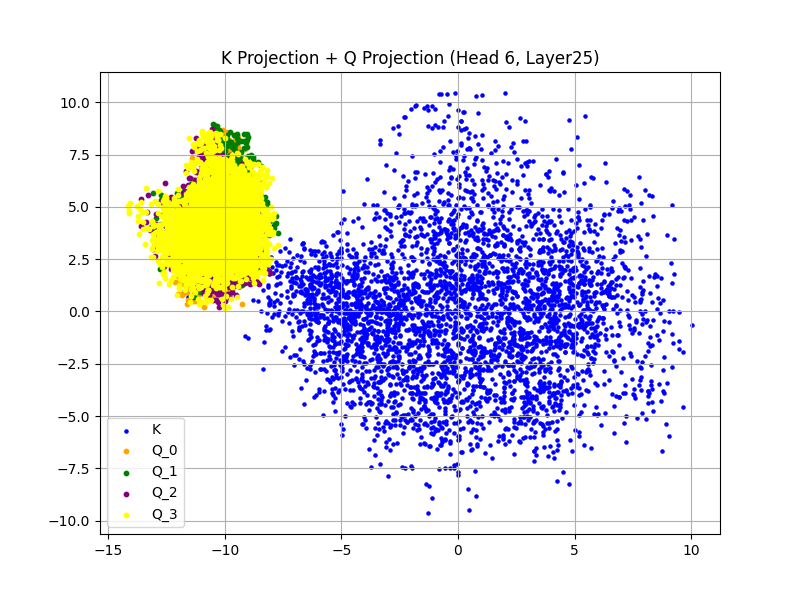 K Projection + Q Projection (Head 6, Layer25)
10.0
7.5
5.0
2.5
0.0
−2.5
−5.0
−7.5
−10.0
K
Q_0
Q_1
Q_2
Q_3
−15
−10
−5
0
5
10